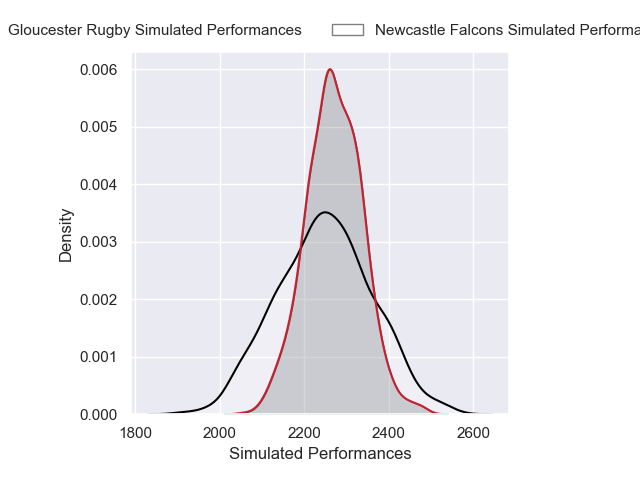 Gloucester Rugby Simulated Performances
Newcastle Falcons Simulated Performa
0.006
0.005
0.004
0.003
0.002
0.001
0.000
Density
1800 2000 2200 2400 2600
Simulated Performances